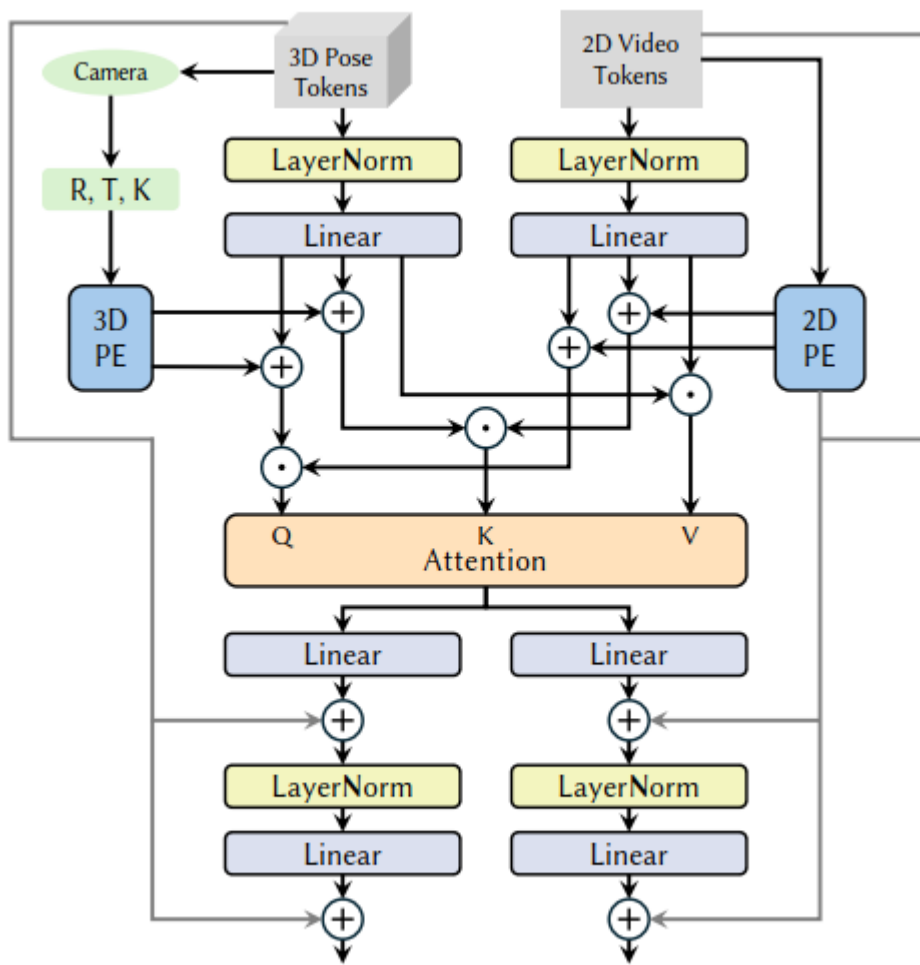 3D Pose
Tokens
2D Video
Tokens
Camera
LayerNorm
LayerNorm
R, T, K
Linear
Linear
3D
PE
2D
PE
+
+
+
+
Q
K
V
Attention
Linear
Linear
+
+
LayerNorm
LayerNorm
Linear
Linear
+
+